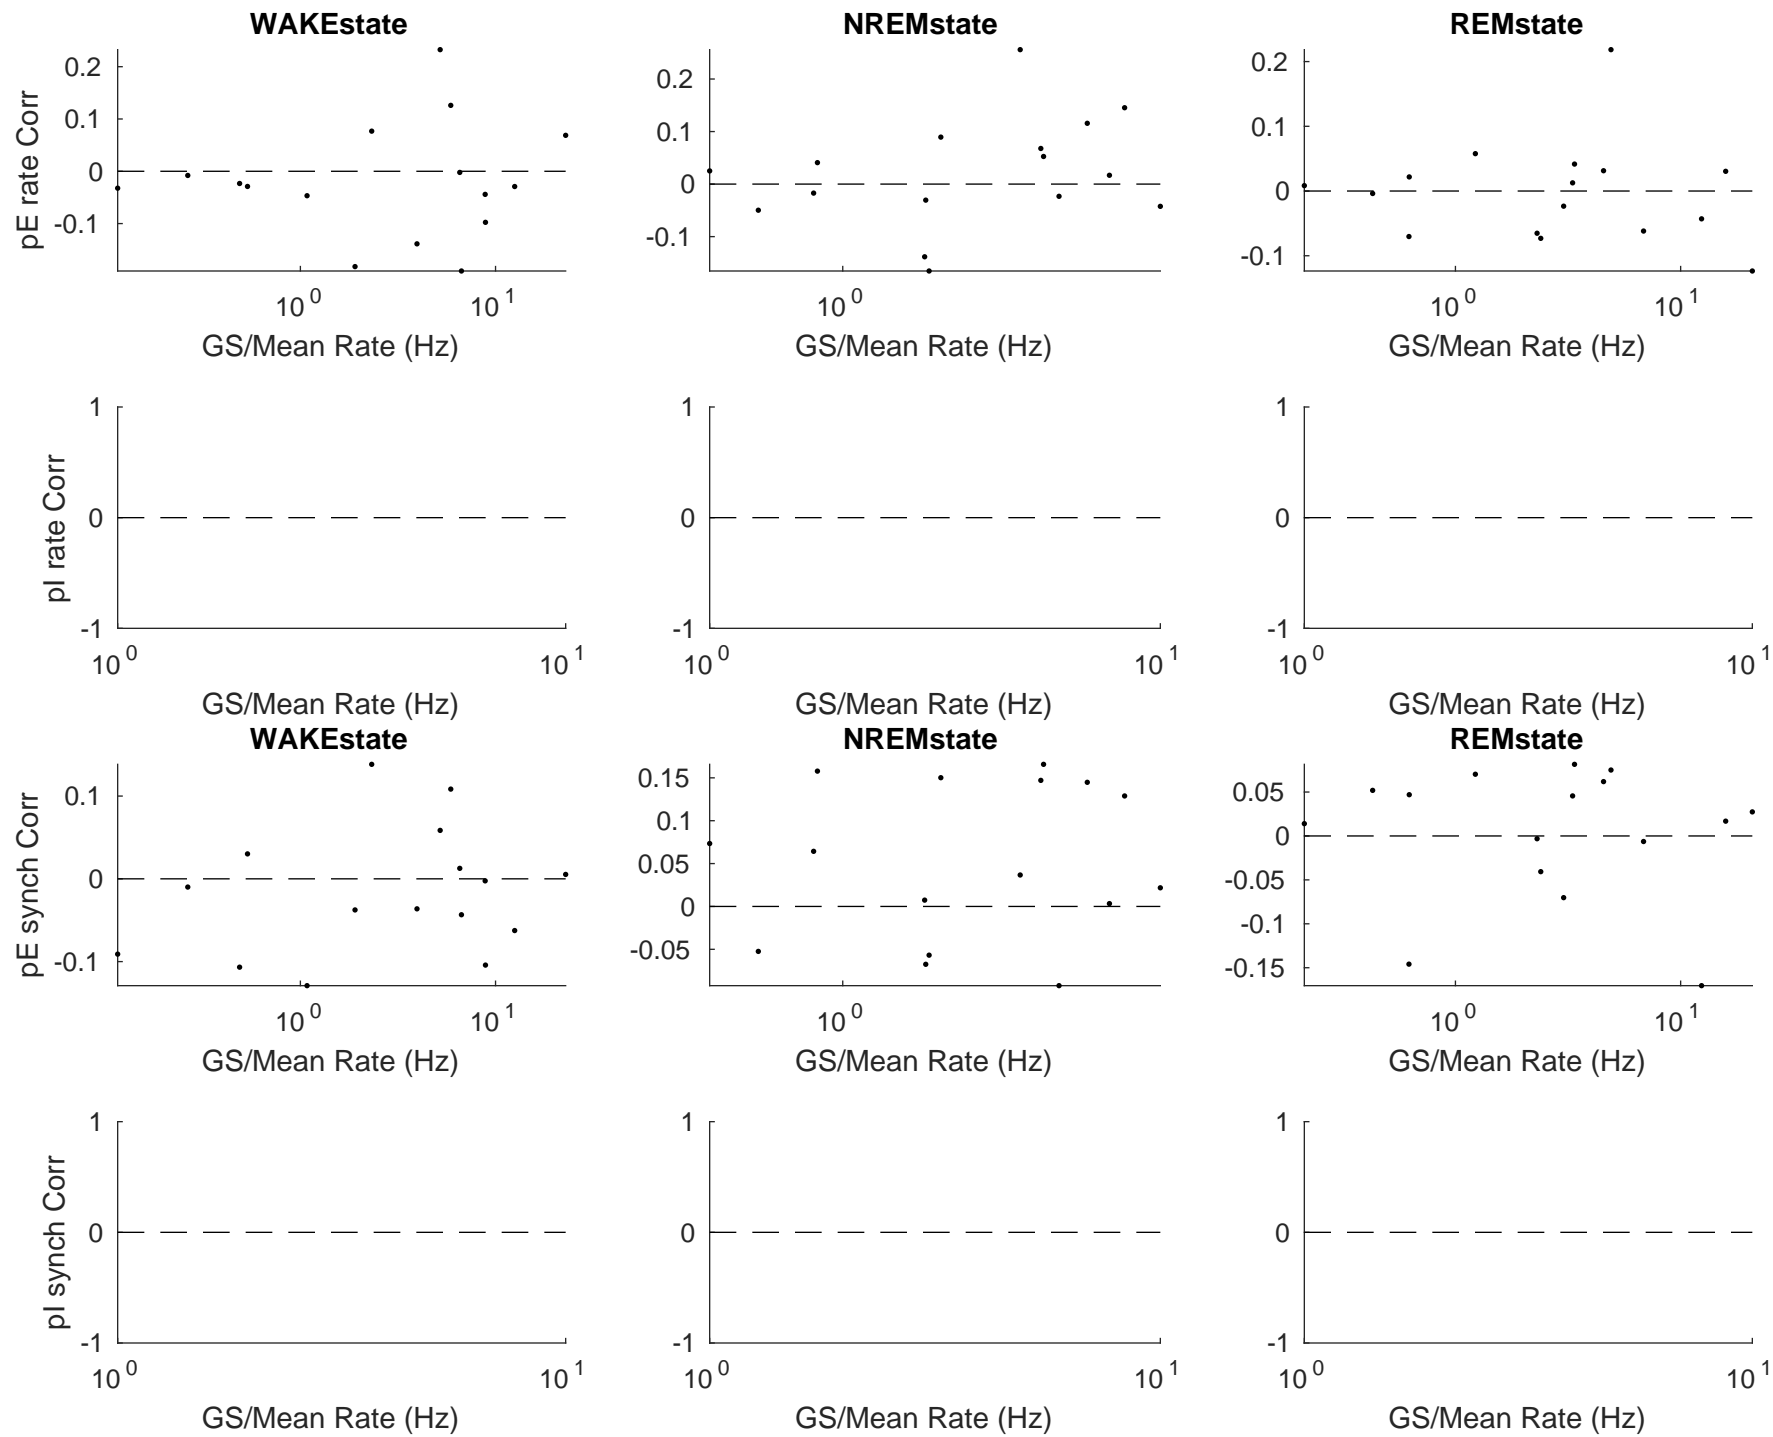 WAKEstate NREMstate REMstate
pE rate Corr
0.2 0.1 0 -0.1
0.2 0.1 0 -0.1
0.2 0.1 0 -0.1
10^0 10^1 10^0 10^0 10^1
GS/Mean Rate (Hz) GS/Mean Rate (Hz) GS/Mean Rate (Hz)
pI rate Corr
1 0 -1
1 0 -1
1 0 -1
10^0 10^1 10^0 10^1 10^0 10^1
GS/Mean Rate (Hz) GS/Mean Rate (Hz) GS/Mean Rate (Hz)
WAKEstate NREMstate REMstate
pE synch Corr
0.1 0 -0.1
0.15 0.1 0.05 0 -0.05
0.05 0 -0.05 -0.1 -0.15
10^0 10^1 10^0 10^0 10^1
GS/Mean Rate (Hz) GS/Mean Rate (Hz) GS/Mean Rate (Hz)
pI synch Corr
1 0 -1
1 0 -1
1 0 -1
10^0 10^1 10^0 10^1 10^0 10^1
GS/Mean Rate (Hz) GS/Mean Rate (Hz) GS/Mean Rate (Hz)